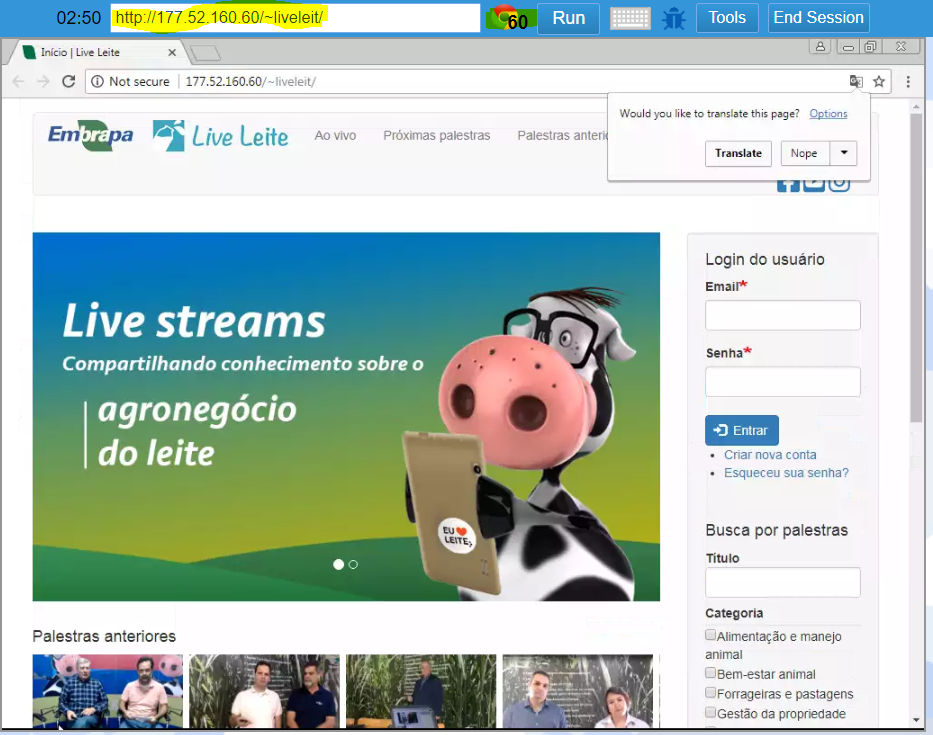 02:50 http://177.52.160.60/~liveleit/ 60 Run Tools End Session
Início | Live Leite
Not secure 177.52.160.60/~liveleit/
Would you like to translate this page? Options
Translate Nope
Embrapa Live Leite Ao vivo Próximas palestras Palestras anterio
Live streams
Compartilhando conhecimento sobre o
agronegócio
do leite
EU
LEITE
Login do usuário
Email*
Senha*
Entrar
Criar nova conta
Esqueceu sua senha?
Busca por palestras
Título
Categoria
Alimentação e manejo
animal
Bem-estar animal
Forrageiras e pastagens
Gestão da propriedade
Palestras anteriores